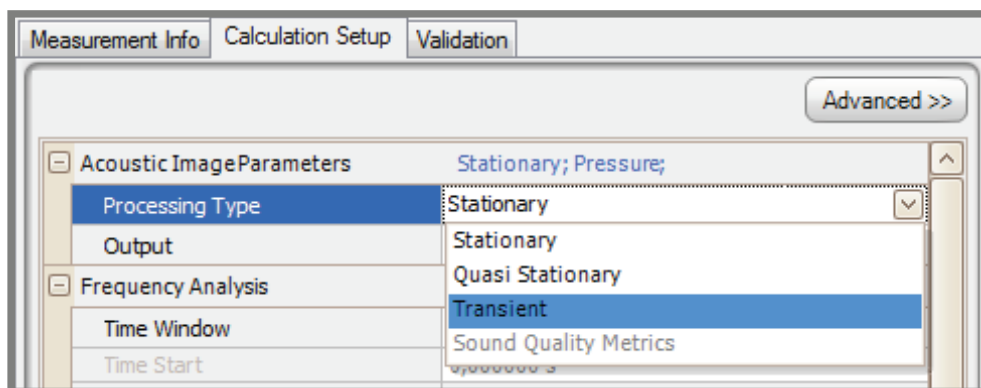 Measurement Info Calculation Setup Validation
Advanced >>
Acoustic Image Parameters Stationary; Pressure;
Processing Type Stationary
Output Stationary
Quasi Stationary
Frequency Analysis
Transient
Time Window
Sound Quality Metrics
Time Start